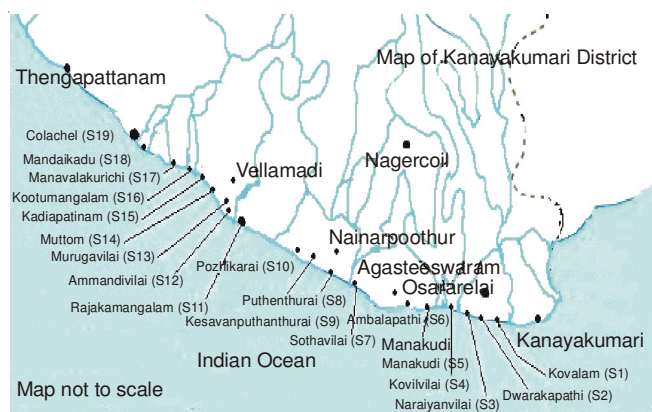 Map of Kanayakumari District
Thengapattanam
Colachel (S19)
Mandaikadu (S18)
Manavalakurichi (S17)
Kootumangalam (S16)
Kadiapatinam (S15)
Muttom (S14)
Murugavilai (S13)
Ammandivilai (S12)
Rajakamangalam (S11)
Vellamadi
Nagercoil
Nainarpoothur
Pozhikarai (S10)
Puthenthurai (S8)
Kesavanputhanthurai (S9)
Sothavilai (S7)
Agasteeswaram
Osararelai
Ambalapathi (S6)
Manakudi
Manakudi (S5)
Kovilvilai (S4)
Naraiyanvilai (S3)
Dwarakapathi (S2)
Kovalam (S1)
Kanayakumari
Indian Ocean
Map not to scale